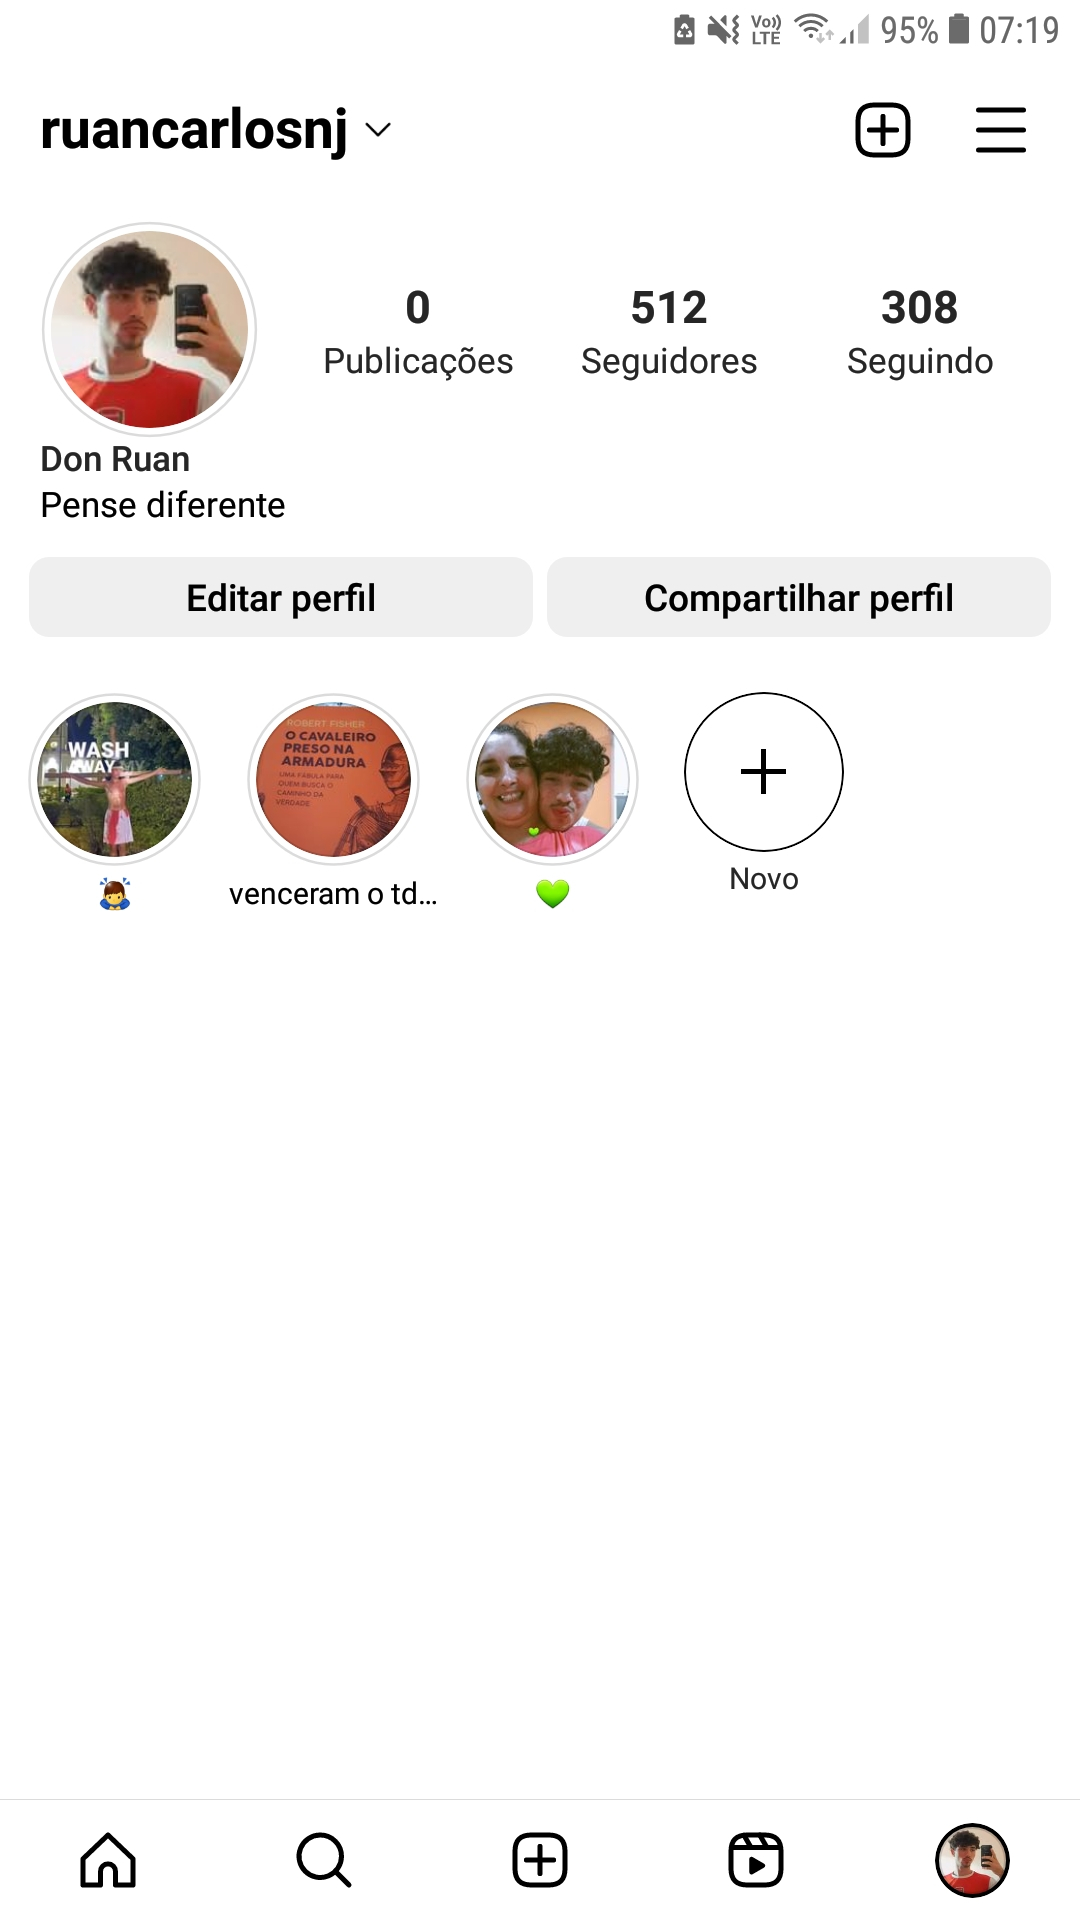 Vo)) LTE 95% 07:19
ruancarlosnj
0 512 308
Publicações Seguidores Seguindo
Don Ruan
Pense diferente
Editar perfil Compartilhar perfil
WASH
AWAY MY
ROBERT FISHER
O CAVALEIRO
PRESO NA
ARMADURA
UMA FÁBULA PARA
QUEM BUSCA O
CAMINHO DA
VERDADE
🙇‍♂️ venceram o td... 💚 Novo